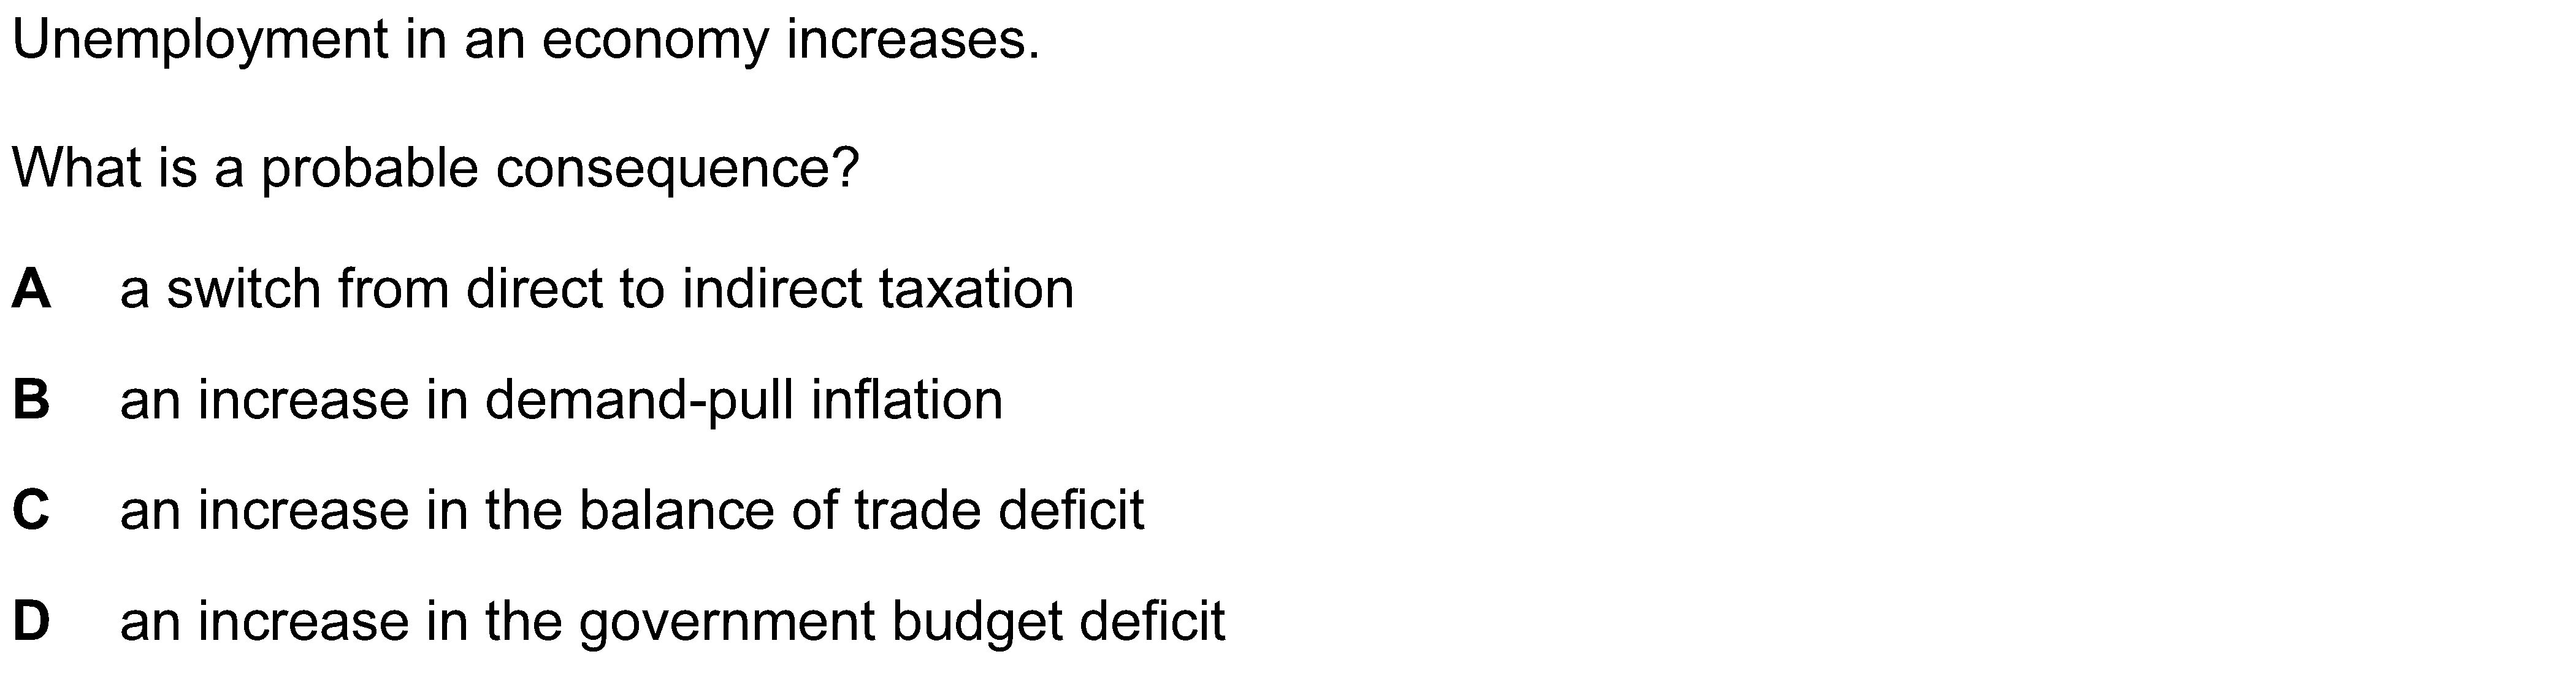 Unemployment in an economy increases.
What is a probable consequence?
A a switch from direct to indirect taxation
B an increase in demand-pull inflation
C an increase in the balance of trade deficit
D an increase in the government budget deficit